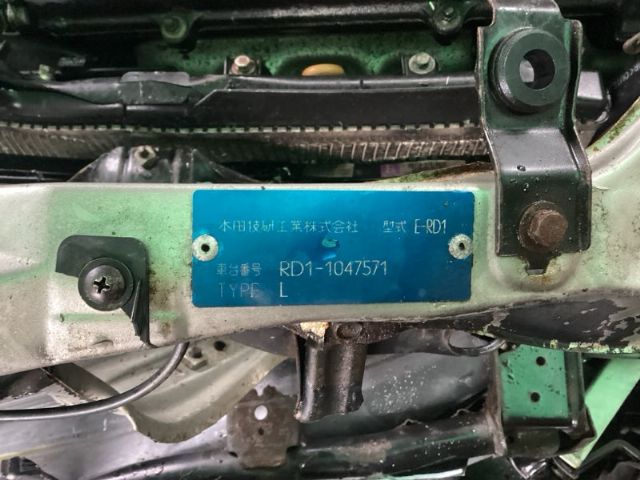 本田技研工業株式会社 型式 E-RD1
車台番号 RD1-1047571
TYPE L